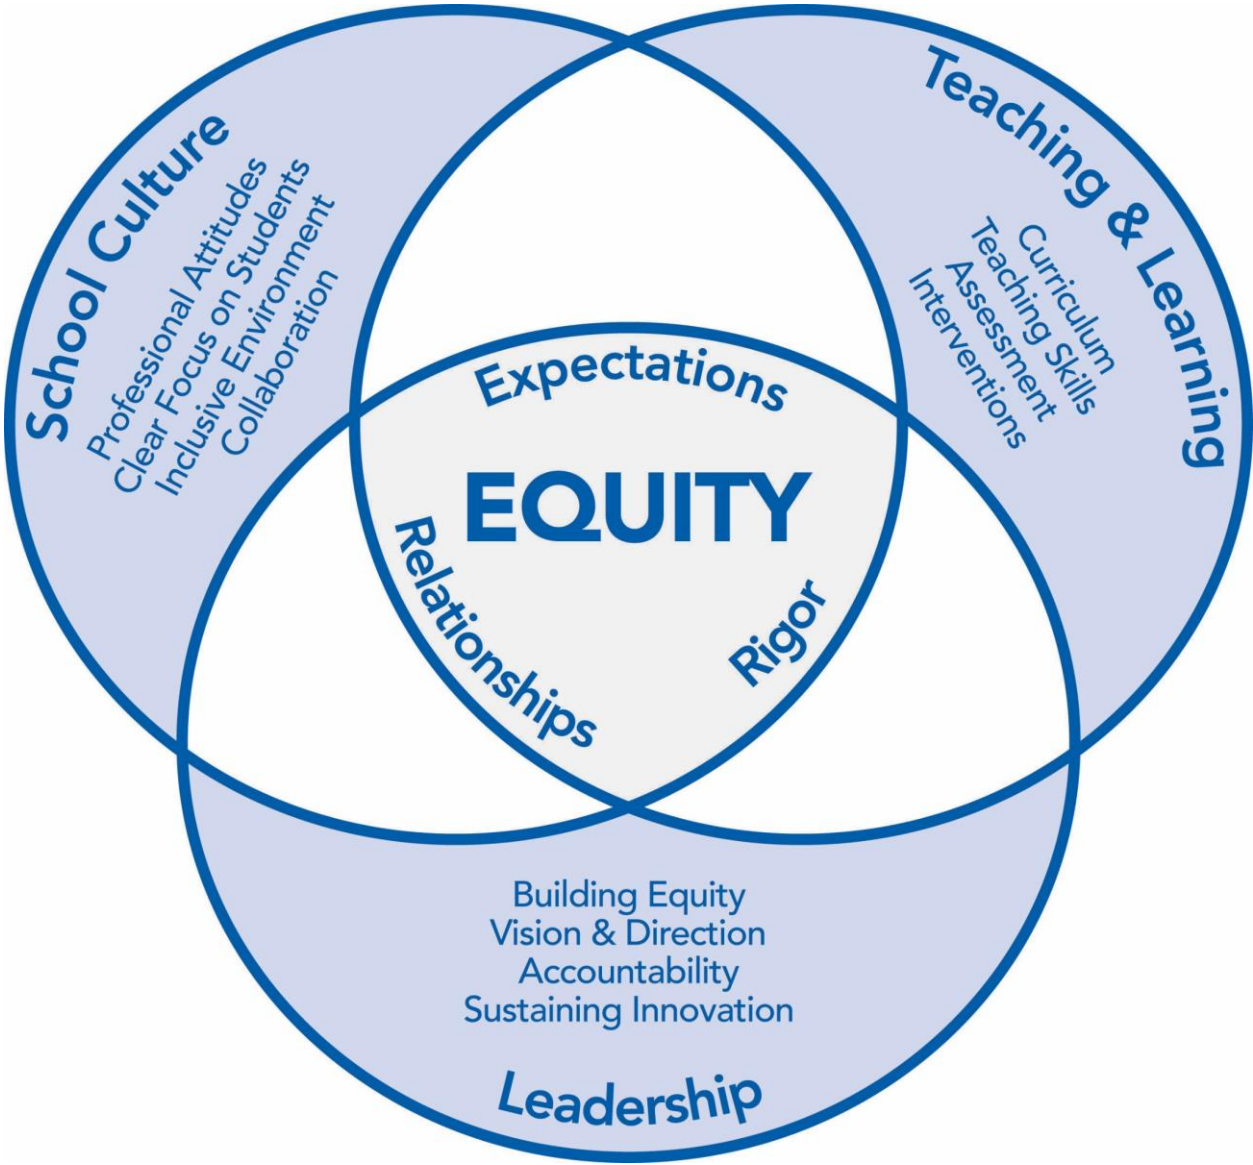 School Culture
Professional Attitudes
Clear Focus on Students
Inclusive Environment
Collaboration
Teaching & Learning
Curriculum
Teaching Skills
Assessment
Interventions
Expectations
EQUITY
Relationships
Rigor
Building Equity
Vision & Direction
Accountability
Sustaining Innovation
Leadership